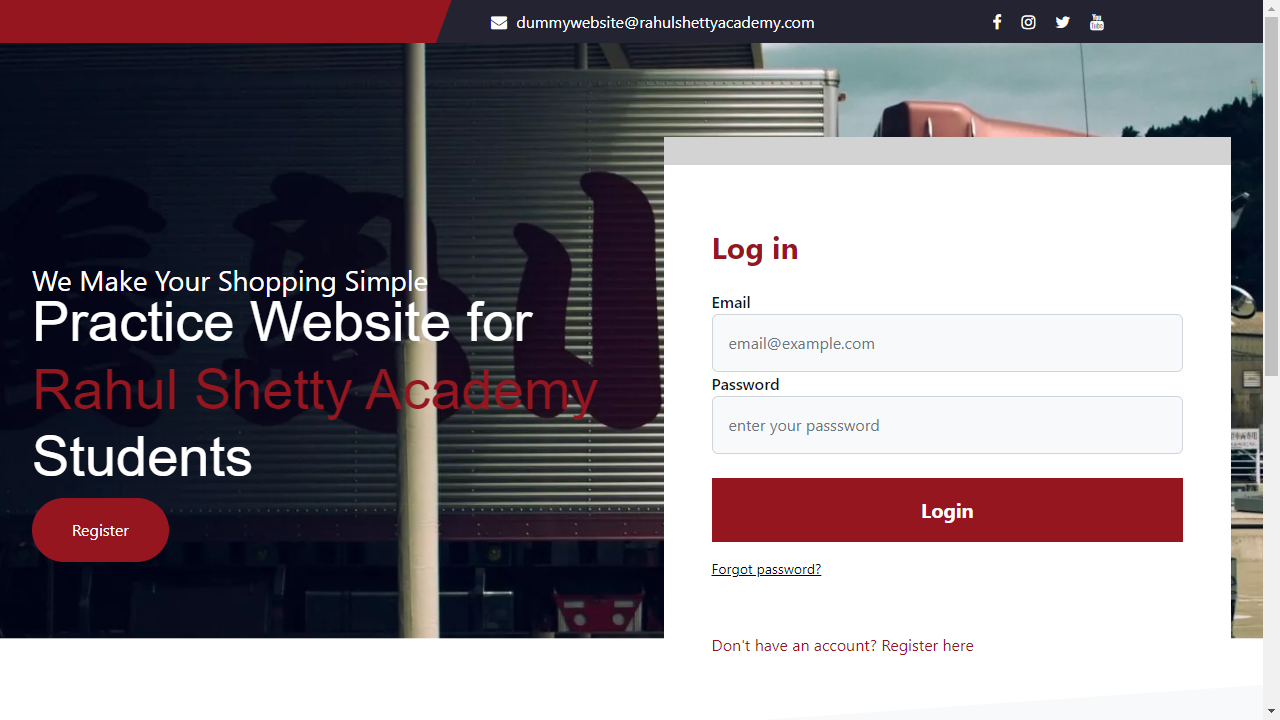 dummywebsite@rahulshettyacademy.com
We Make Your Shopping Simple
Practice Website for
Rahul Shetty Academy
Students
Register
Log in
Email
email@example.com
Password
enter your passsword
Login
Forgot password?
Don't have an account? Register here